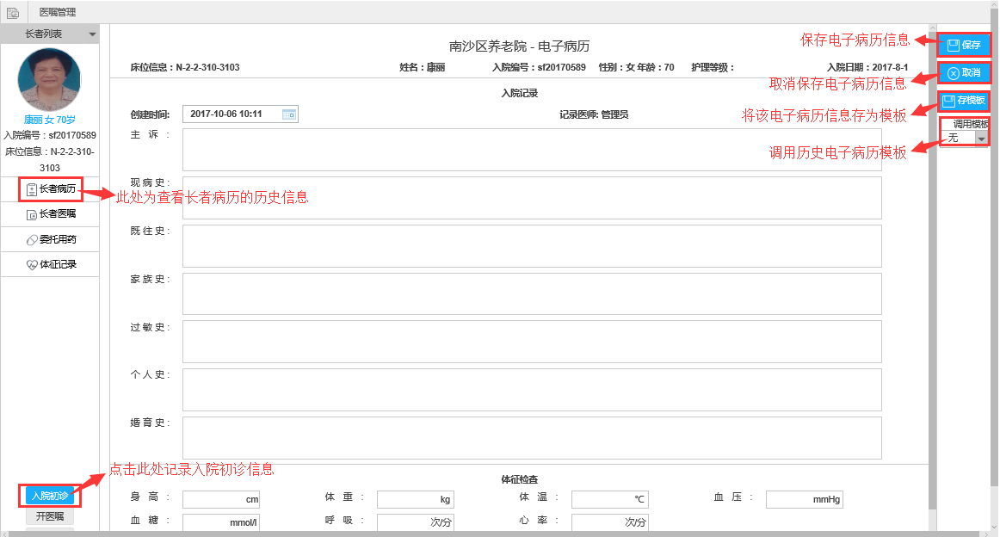 医嘱管理
长者列表
康丽 女 70岁
入院编号：sf20170589
床位信息：N-2-2-310-
3103
长者病历
长者医嘱
委托用药
体征记录
入院初诊
开医嘱
南沙区养老院 - 电子病历
床位信息：N-2-2-310-3103 姓名：康丽 入院编号：sf20170589 性别：女 年龄：70 护理等级： 入院日期：2017-8-1
入院记录
创建时间: 2017-10-06 10:11 记录医师: 管理员
主 诉 ：
现 病 史：
此处为查看长者病历的历史信息
既 往 史：
家 族 史：
过 敏 史：
个 人 史：
婚 育 史：
点击此处记录入院初诊信息
体征检查
身 高 ： cm 体 重 ： kg 体 温 ： ℃ 血 压 ： mmHg
血 糖 ： mmol/l 呼 吸 ： 次/分 心 率 ： 次/分
保存电子病历信息
保存
取消保存电子病历信息
取消
将该电子病历信息存为模板
存模板
调用历史电子病历模板
调用模板
无